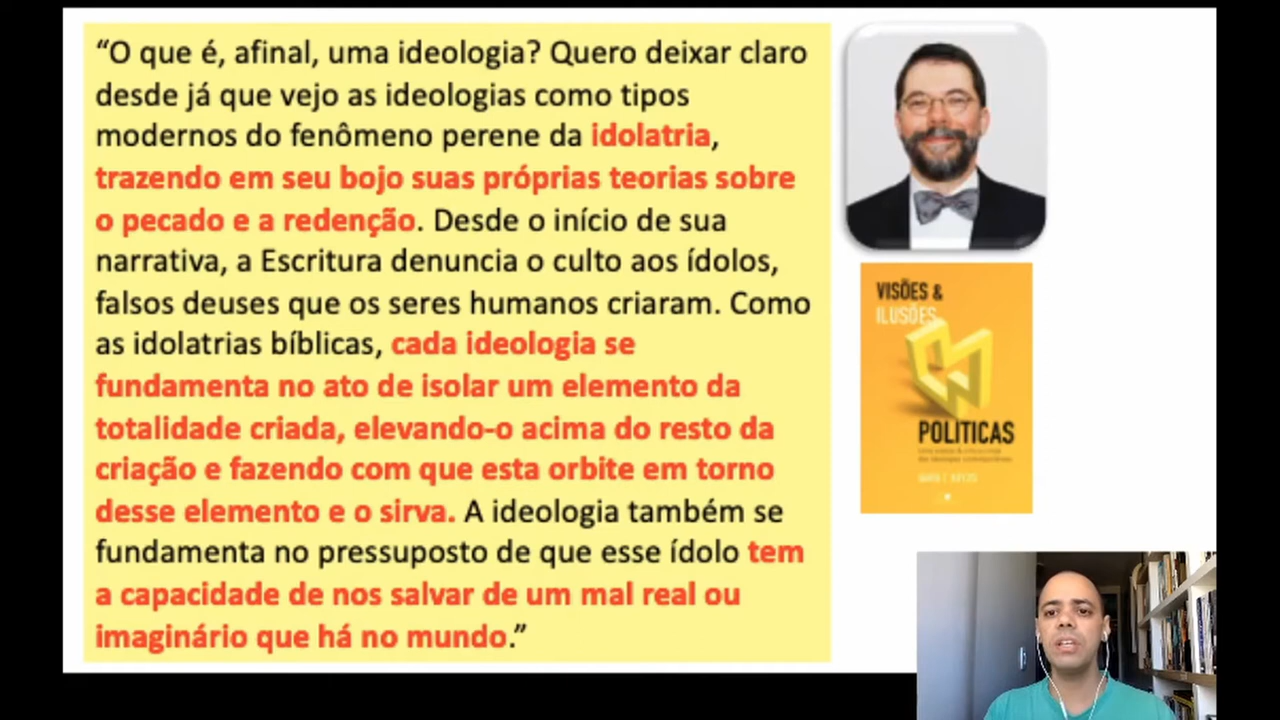 “O que é, afinal, uma ideologia? Quero deixar claro
desde já que vejo as ideologias como tipos
modernos do fenômeno perene da idolatria,
trazendo em seu bojo suas próprias teorias sobre
o pecado e a redenção. Desde o início de sua
narrativa, a Escritura denuncia o culto aos ídolos,
falsos deuses que os seres humanos criaram. Como
as idolatrias bíblicas, cada ideologia se
fundamenta no ato de isolar um elemento da
totalidade criada, elevando-o acima do resto da
criação e fazendo com que esta orbite em torno
desse elemento e o sirva. A ideologia também se
fundamenta no pressuposto de que esse ídolo tem
a capacidade de nos salvar de um mal real ou
imaginário que há no mundo.”
VISÕES &
ILUSÕES
POLÍTICAS